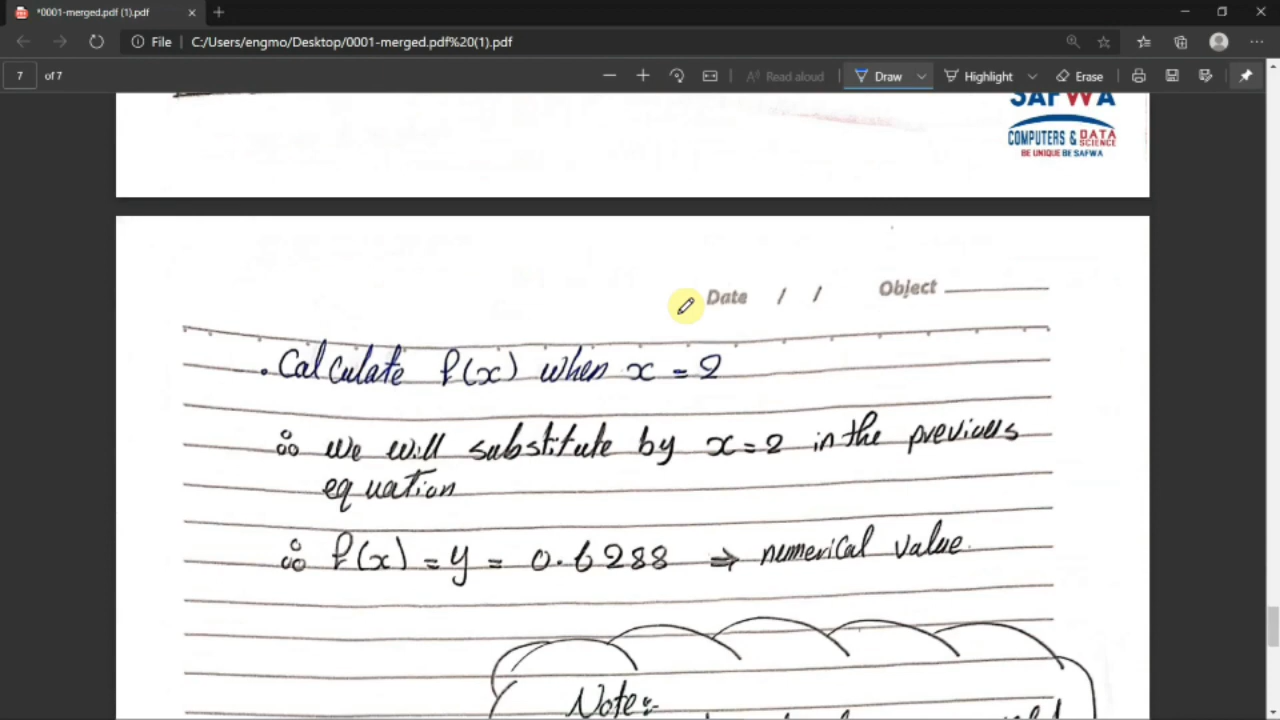 *0001-merged.pdf (1).pdf
File | C:/Users/engmo/Desktop/0001-merged.pdf%20(1).pdf
7 of 7 Read aloud Draw Highlight Erase
SAFWA
COMPUTERS & DATA SCIENCE
BE UNIQUE BE SAFWA
Date / / Object
. Calculate f(x) when x = 2
∴ we will substitute by x = 2 in the previous
equation
∴ f(x) = y = 0.6288 ⇒ numerical value.
Note:-